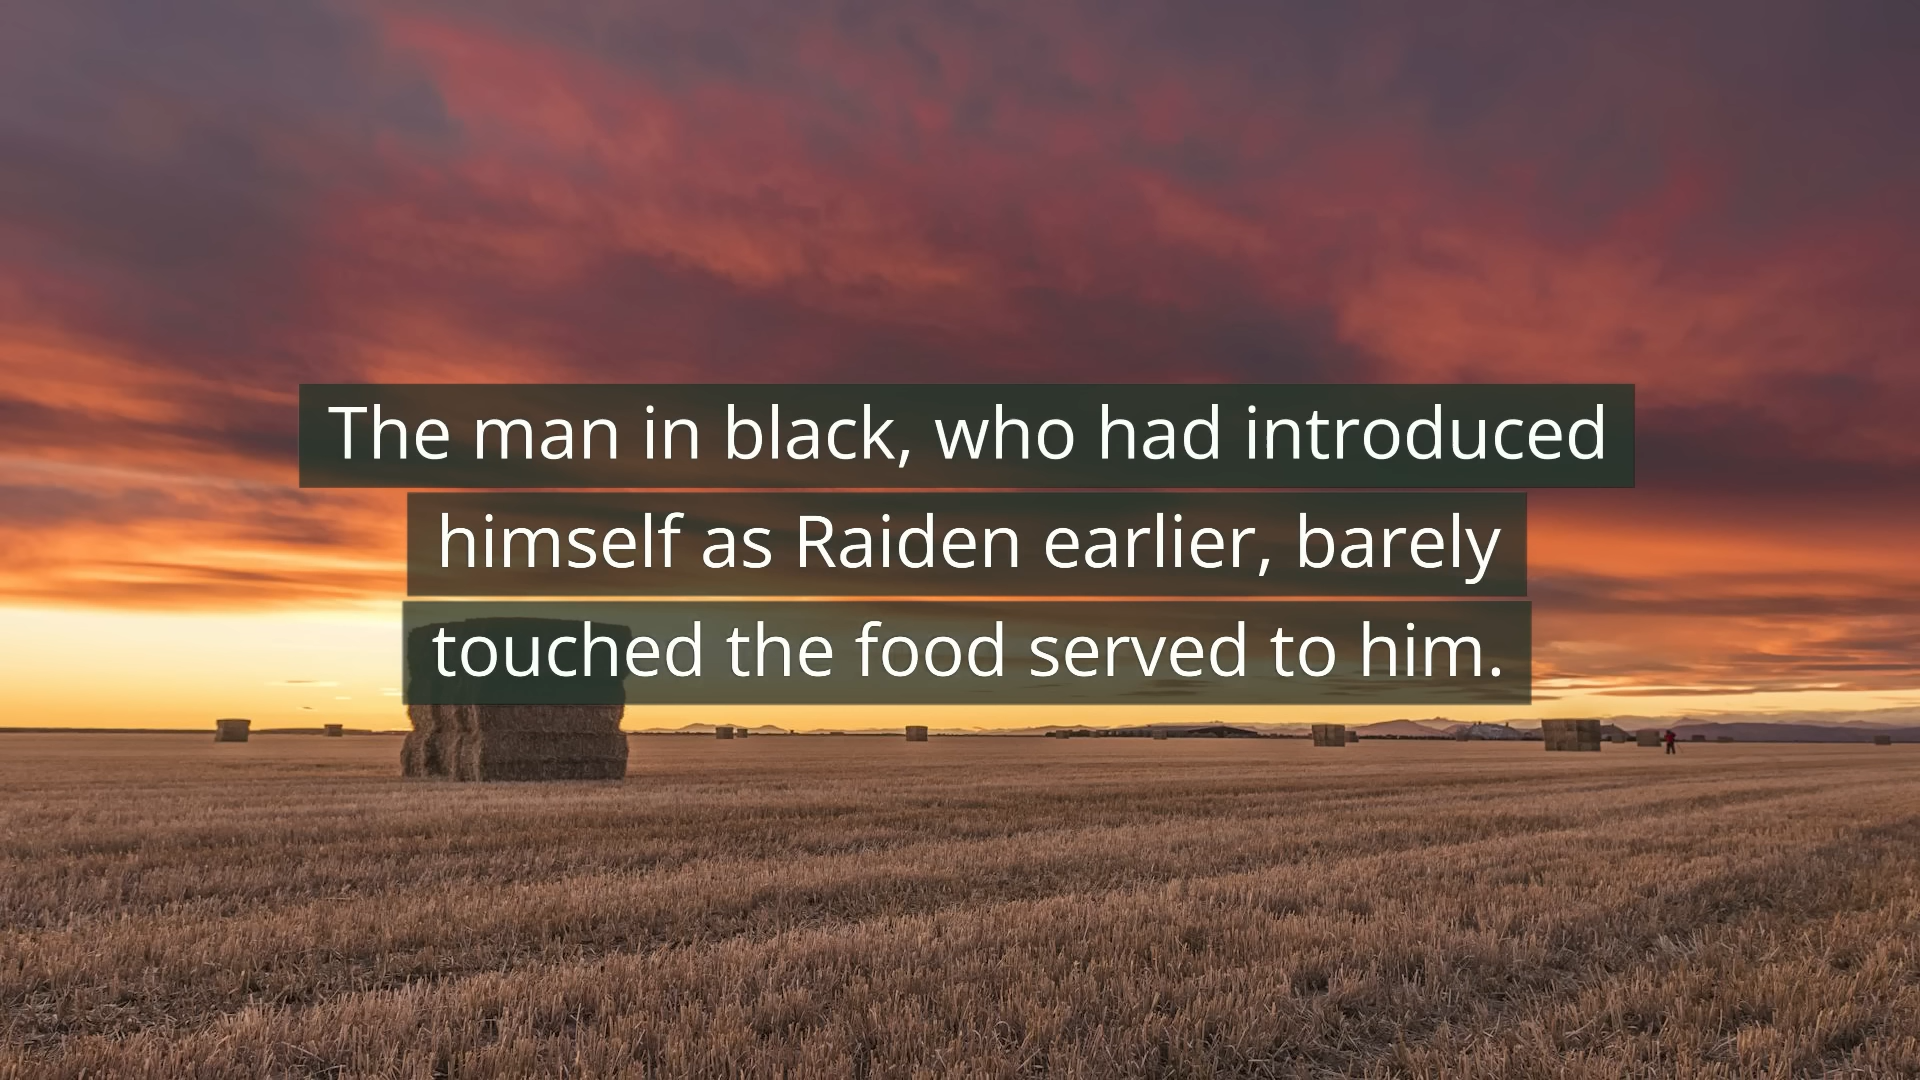 The man in black, who had introduced
himself as Raiden earlier, barely
touched the food served to him.